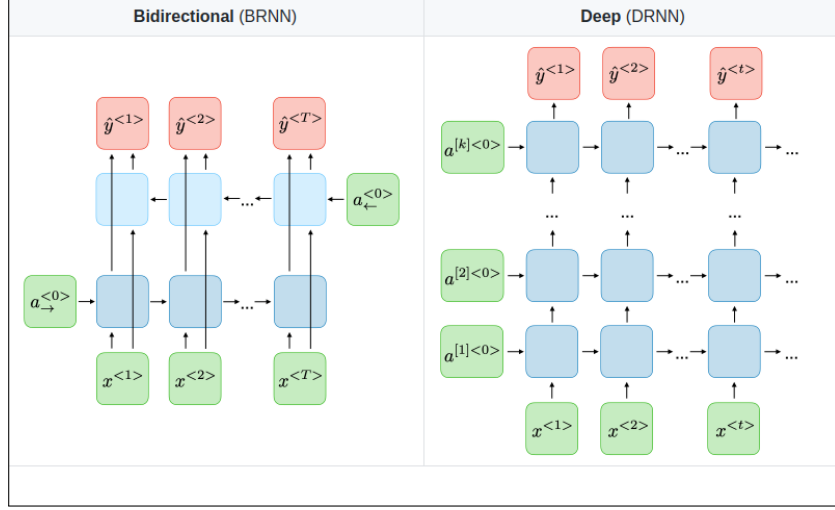 Bidirectional (BRNN)
Deep (DRNN)
ŷ<1> ŷ<2> ŷ<T>
... a←<0>
a→<0> ...
x<1> x<2> x<T>
ŷ<1> ŷ<2> ŷ<t>
a[k]<0> ... ...
... ... ...
a[2]<0> ... ...
a[1]<0> ... ...
x<1> x<2> x<t>